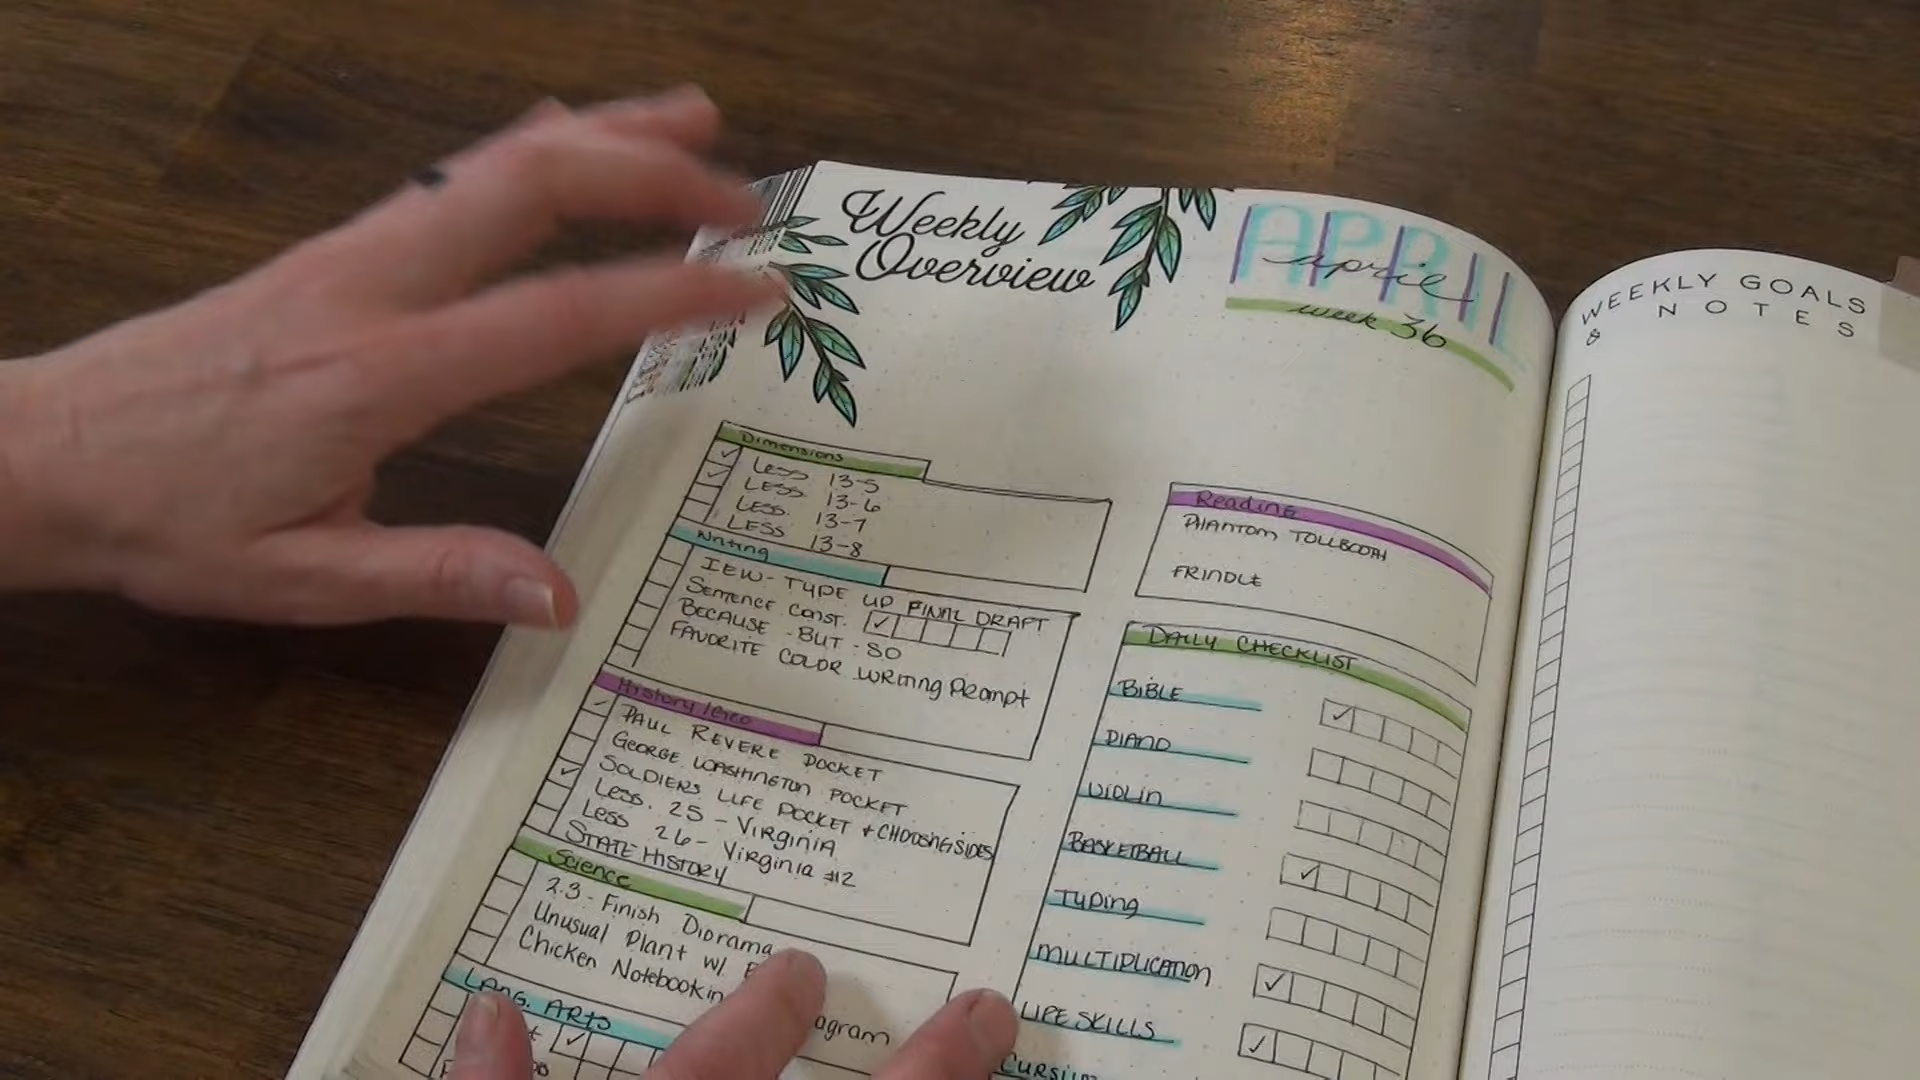 Weekly
Overview
APRIL
april
week 36
Dimensions
Less 13-5
Less 13-6
Less. 13-7
Less 13-8
Writing
IEW - TYPE UP FINAL DRAFT
SENTENCE CONST.
BECAUSE - BUT - SO
FAVORITE COLOR WRITING PROMPT
History/Geo
PAUL REVERE POCKET
GEORGE WASHINGTON POCKET
SOLDIERS LIFE POCKET + CHOOSING SIDES
Less. 25 - VIRGINIA
Less 26 - Virginia #2
STATE HISTORY
Science
2.3 - Finish Diorama
Unusual Plant w/
Chicken
agram
LANG. ARTS
Reading
PHANTOM TOLLBOOTH
FRINDLE
DAILY CHECKLIST
BIBLE
PIANO
VIOLIN
BASKETBALL
Typing
MULTIPLICATION
LIFE SKILLS
WEEKLY GOALS
& NOTES